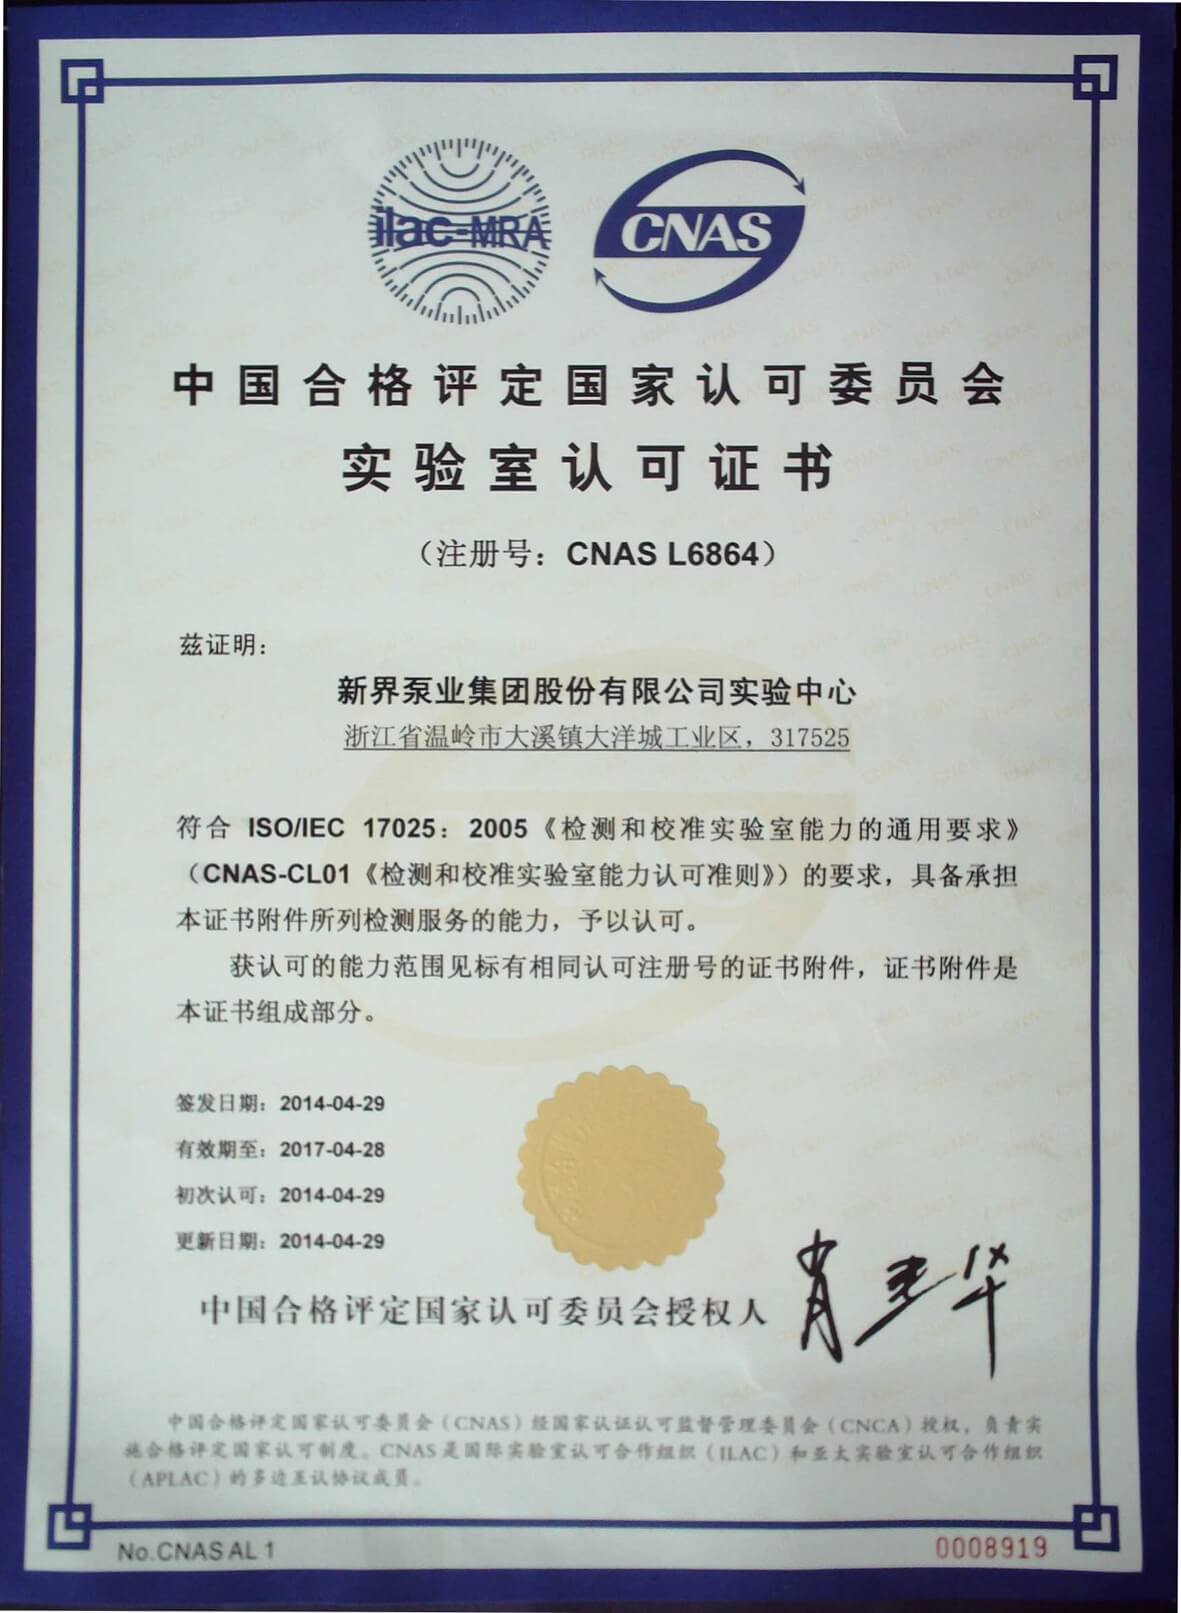 ilac-MRA
CNAS
中国合格评定国家认可委员会
实验室认可证书
（注册号：CNAS L6864）
兹证明：
新界泵业集团股份有限公司实验中心
浙江省温岭市大溪镇大洋城工业区，317525
符合 ISO/IEC 17025：2005《检测和校准实验室能力的通用要求》
（CNAS-CL01《检测和校准实验室能力认可准则》）的要求，具备承担
本证书附件所列检测服务的能力，予以认可。
获认可的能力范围见标有相同认可注册号的证书附件，证书附件是
本证书组成部分。
签发日期：2014-04-29
有效期至：2017-04-28
初次认可：2014-04-29
更新日期：2014-04-29
中国合格评定国家认可委员会授权人
中国合格评定国家认可委员会（CNAS）经国家认证认可监督管理委员会（CNCA）授权，负责实
施合格评定国家认可制度。CNAS是国际实验室认可合作组织（ILAC）和亚太实验室认可合作组织
（APLAC）的多边互认协议成员。
No.CNAS AL 1
0008919